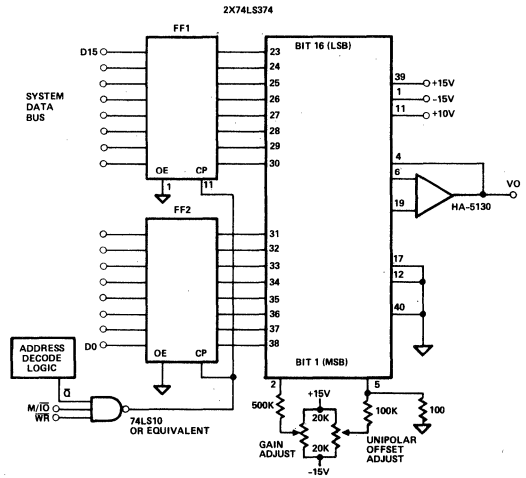 2X74LS374
FF1
D15
SYSTEM
DATA
BUS
OE
CP
1
11
23
24
25
26
27
28
29
30
BIT 16 (LSB)
39
+15V
1
-15V
11
+10V
4
6
19
HA-5130
VO
FF2
D0
OE
CP
31
32
33
34
35
36
37
38
17
12
40
BIT 1 (MSB)
ADDRESS
DECODE
LOGIC
Q̅
M/I̅O̅
W̅R̅
74LS10
OR EQUIVALENT
2
5
500K
+15V
20K
100K
100
GAIN
ADJUST
20K
-15V
UNIPOLAR
OFFSET
ADJUST